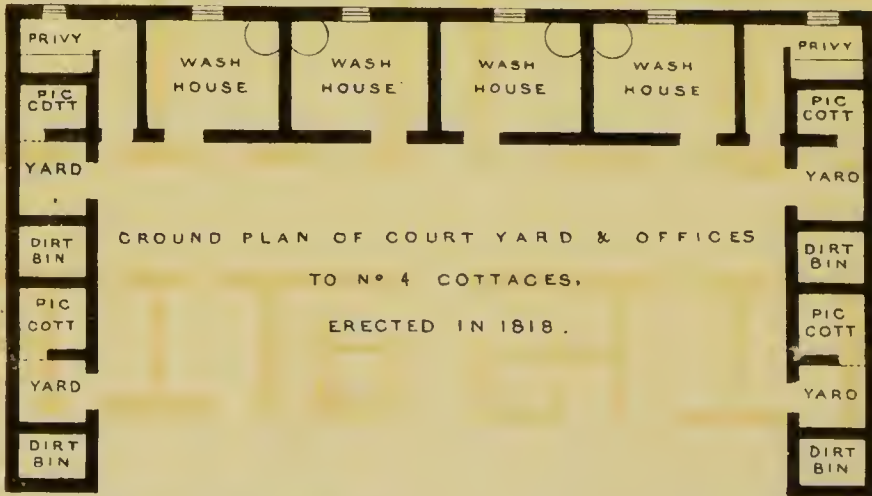 PRIVY
PIG
COTT
YARD
DIRT
BIN
PIG
COTT
YARD
DIRT
BIN
WASH
HOUSE
WASH
HOUSE
WASH
HOUSE
WASH
HOUSE
GROUND PLAN OF COURT YARD & OFFICES
TO Nº 4 COTTAGES,
ERECTED IN 1818.
PRIVY
PIG
COTT
YARD
DIRT
BIN
PIG
COTT
YARD
DIRT
BIN